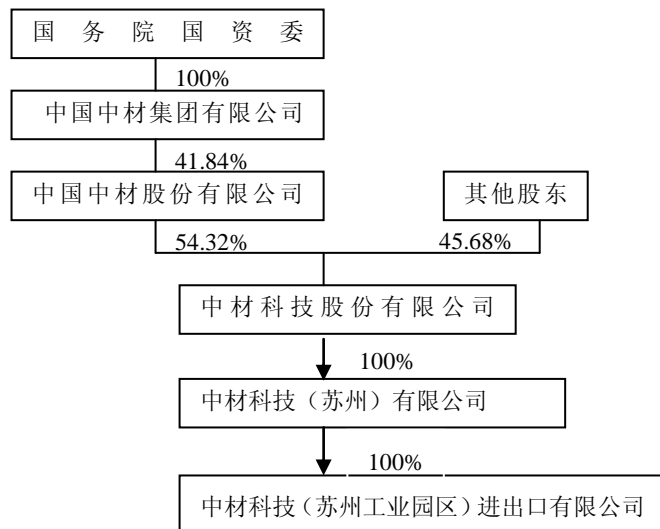 国务院国资委
100%
中国中材集团有限公司
41.84%
中国中材股份有限公司
其他股东
54.32%
45.68%
中材科技股份有限公司
100%
中材科技（苏州）有限公司
100%
中材科技（苏州工业园区）进出口有限公司